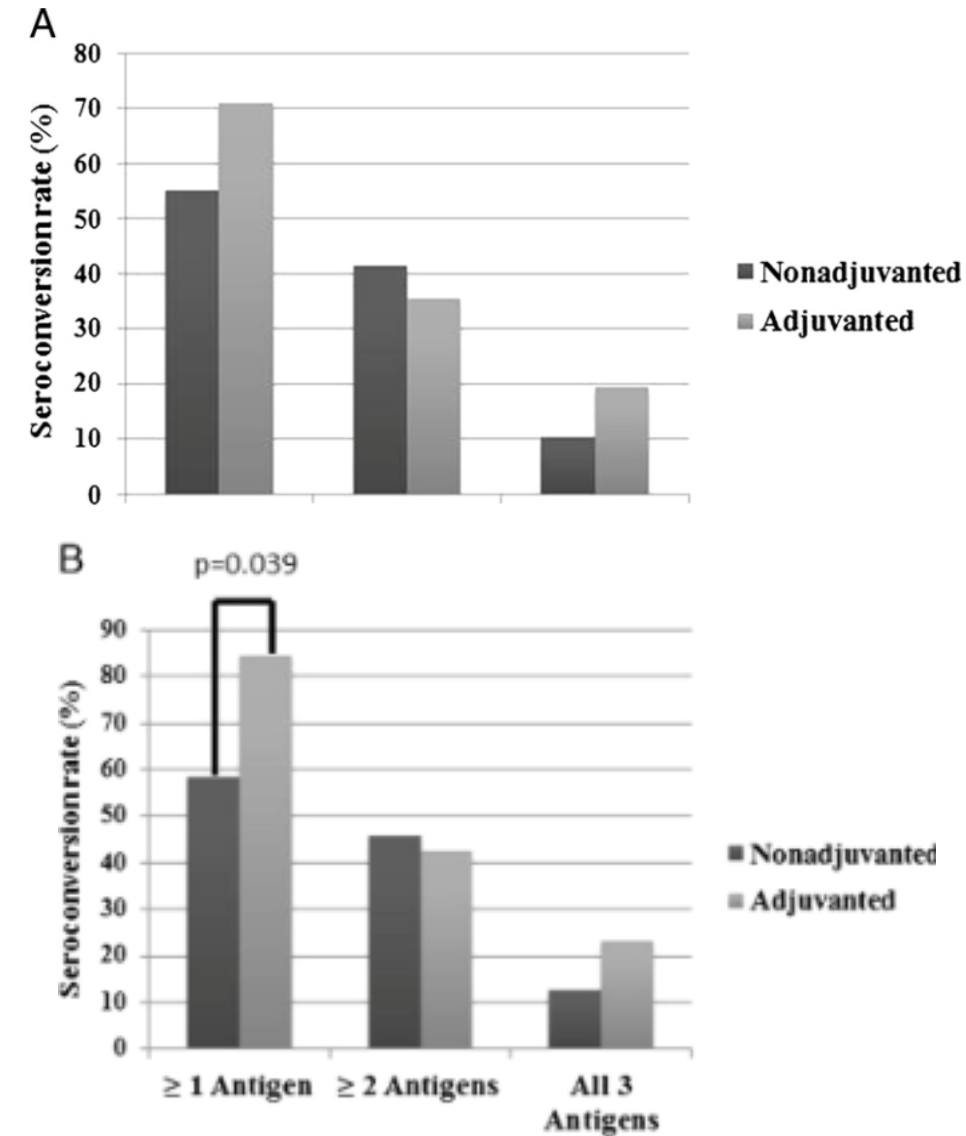 A
80
70
60
50
40
30
20
10
0
Seroconversion rate (%)
Nonadjuvanted
Adjuvanted
B
p=0.039
90
80
70
60
50
40
30
20
10
0
Seroconversion rate (%)
Nonadjuvanted
Adjuvanted
≥ 1 Antigen ≥ 2 Antigens All 3
Antigens